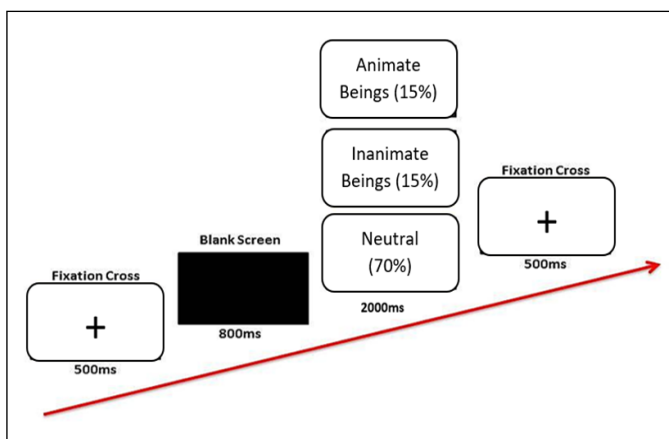 Animate
Beings (15%)
Inanimate
Beings (15%)
Fixation Cross
+
500ms
Blank Screen
800ms
Neutral
(70%)
2000ms
Fixation Cross
+
500ms